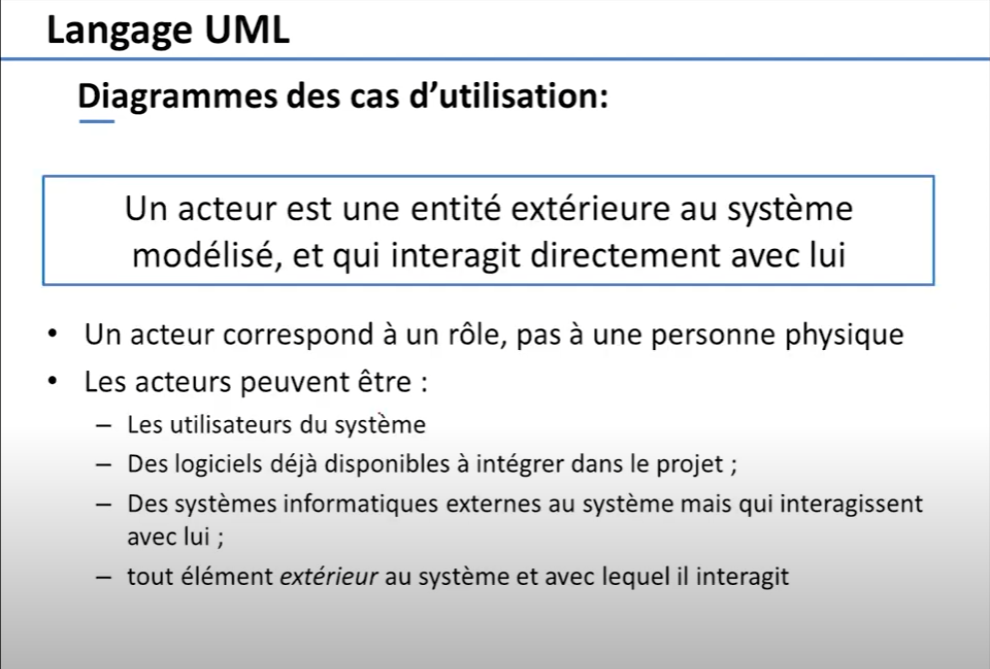 Langage UML
Diagrammes des cas d’utilisation:
Un acteur est une entité extérieure au système
modélisé, et qui interagit directement avec lui
• Un acteur correspond à un rôle, pas à une personne physique
• Les acteurs peuvent être :
– Les utilisateurs du système
– Des logiciels déjà disponibles à intégrer dans le projet ;
– Des systèmes informatiques externes au système mais qui interagissent
avec lui ;
– tout élément extérieur au système et avec lequel il interagit